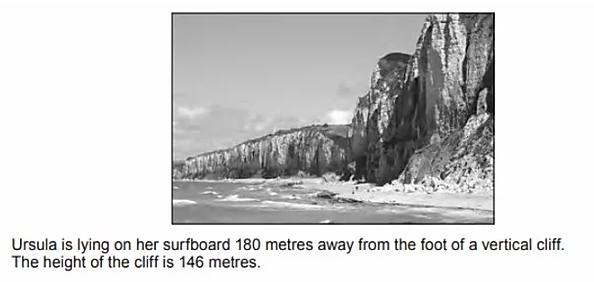 Ursula is lying on her surfboard 180 metres away from the foot of a vertical cliff.
The height of the cliff is 146 metres.